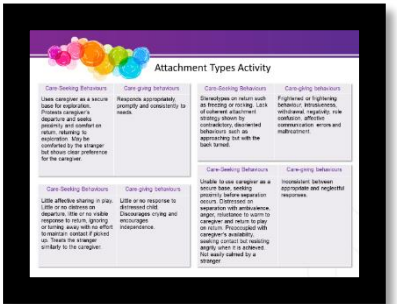 Attachment Types Activity
Care-Seeking Behaviours
Uses caregiver as a secure
base for exploration.
Protests caregiver's
departure and seeks
proximity and comfort on
return, returning to
exploration. May be
comforted by the stranger
but shows clear preference
for the caregiver.
Care-giving behaviours
Responds appropriately,
promptly and consistently to
needs.
Care-Seeking Behaviours
Stereotypes on return such
as freezing or rocking. Lack
of coherent attachment
strategy shown by
contradictory, disoriented
behaviours such as
approaching but with the
back turned.
Care-giving behaviours
Frightened or frightening
behaviour, intrusiveness,
withdrawal, negativity, role
confusion, affective
communication errors and
maltreatment.
Care-Seeking Behaviours
Little affective sharing in play.
Little or no distress on
departure, little or no visible
response to return, ignoring
or turning away with no effort
to maintain contact if picked
up. Treats the stranger
similarly to the caregiver.
Care giving behaviours
Little or no response to
distressed child.
Discourages crying and
encourages
independence.
Care-Seeking Behaviours
Unable to use caregiver as a
secure base, seeking
proximity before separation
occurs. Distressed on
separation with ambivalence,
anger, reluctance to warm to
caregiver and return to play
on return. Preoccupied with
caregiver's availability,
seeking contact but resisting
angrily when it is achieved.
Not easily calmed by a
stranger
Care-giving behaviours
Inconsistent between
appropriate and neglectful
responses.